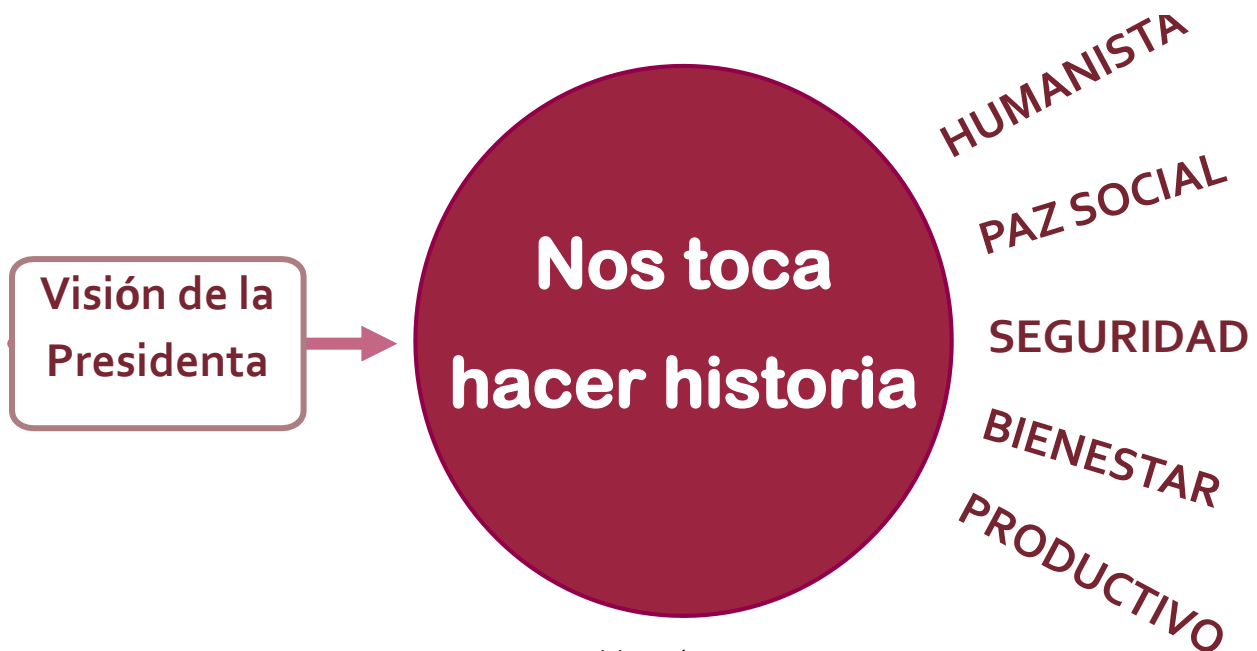 Visión de la
Presidenta
Nos toca
hacer historia
HUMANISTA
PAZ SOCIAL
SEGURIDAD
BIENESTAR
PRODUCTIVO